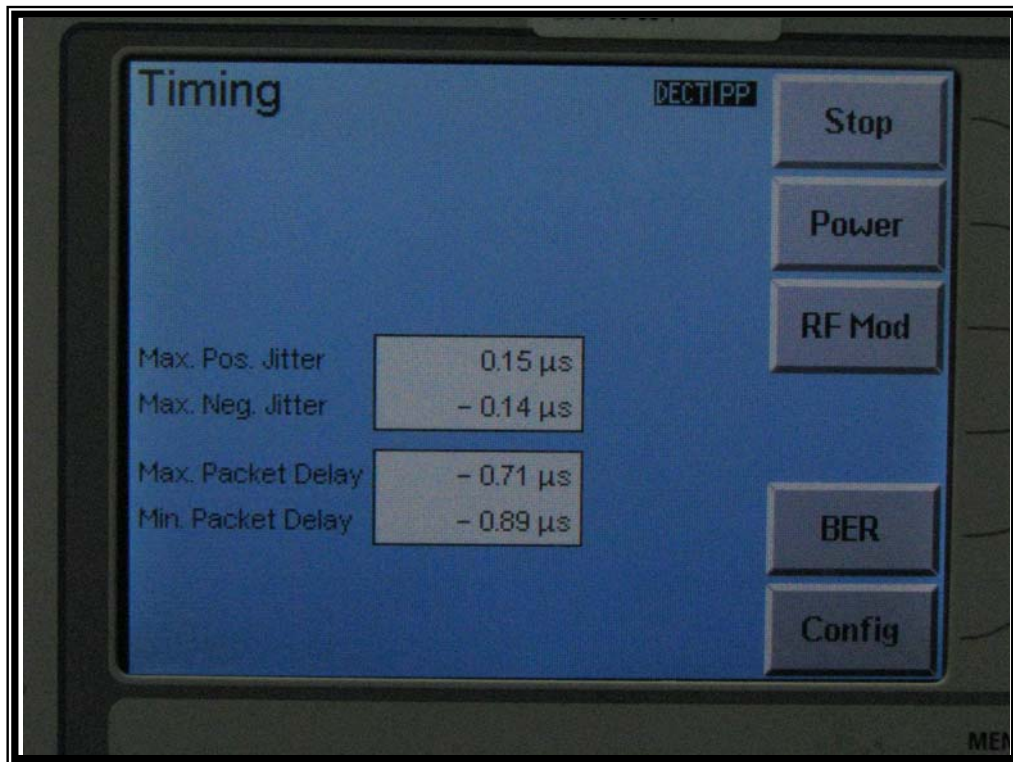 Timing
DECT PP
Stop
Power
RF Mod
Max. Pos. Jitter 0.15 µs
Max. Neg. Jitter – 0.14 µs
Max. Packet Delay – 0.71 µs
Min. Packet Delay – 0.89 µs
BER
Config